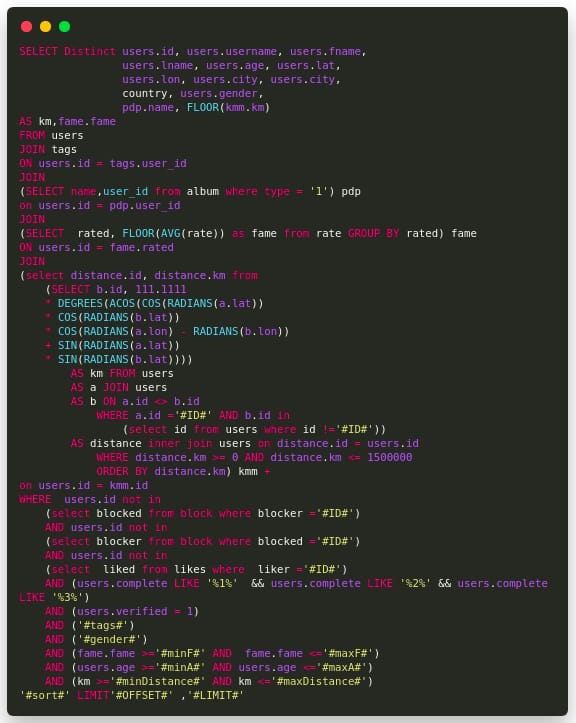 SELECT Distinct users.id, users.username, users.fname,
users.lname, users.age, users.lat,
users.lon, users.city, users.city,
country, users.gender,
pdp.name, FLOOR(kmm.km)
AS km,fame.fame
FROM users
JOIN tags
ON users.id = tags.user_id
JOIN
(SELECT name,user_id from album where type = '1') pdp
on users.id = pdp.user_id
JOIN
(SELECT  rated, FLOOR(AVG(rate)) as fame from rate GROUP BY rated) fame
ON users.id = fame.rated
JOIN
(select distance.id, distance.km from
(SELECT b.id, 111.1111
* DEGREES(ACOS(COS(RADIANS(a.lat))
* COS(RADIANS(b.lat))
* COS(RADIANS(a.lon) - RADIANS(b.lon))
+ SIN(RADIANS(a.lat))
* SIN(RADIANS(b.lat))))
AS km FROM users
AS a JOIN users
AS b ON a.id <> b.id
WHERE a.id ='#ID#' AND b.id in
(select id from users where id !='#ID#'))
AS distance inner join users on distance.id = users.id
WHERE distance.km >= 0 AND distance.km <= 1500000
ORDER BY distance.km) kmm +
on users.id = kmm.id
WHERE  users.id not in
(select blocked from block where blocker ='#ID#')
AND users.id not in
(select blocker from block where blocked ='#ID#')
AND users.id not in
(select  liked from likes where  liker ='#ID#')
AND (users.complete LIKE '%1%'  && users.complete LIKE '%2%' && users.complete
LIKE '%3%')
AND (users.verified = 1)
AND ('#tags#')
AND ('#gender#')
AND (fame.fame >='#minF#' AND  fame.fame <='#maxF#')
AND (users.age >='#minA#' AND users.age <='#maxA#')
AND (km >='#minDistance#' AND km <='#maxDistance#')
'#sort#' LIMIT'#OFFSET#' ,'#LIMIT#'